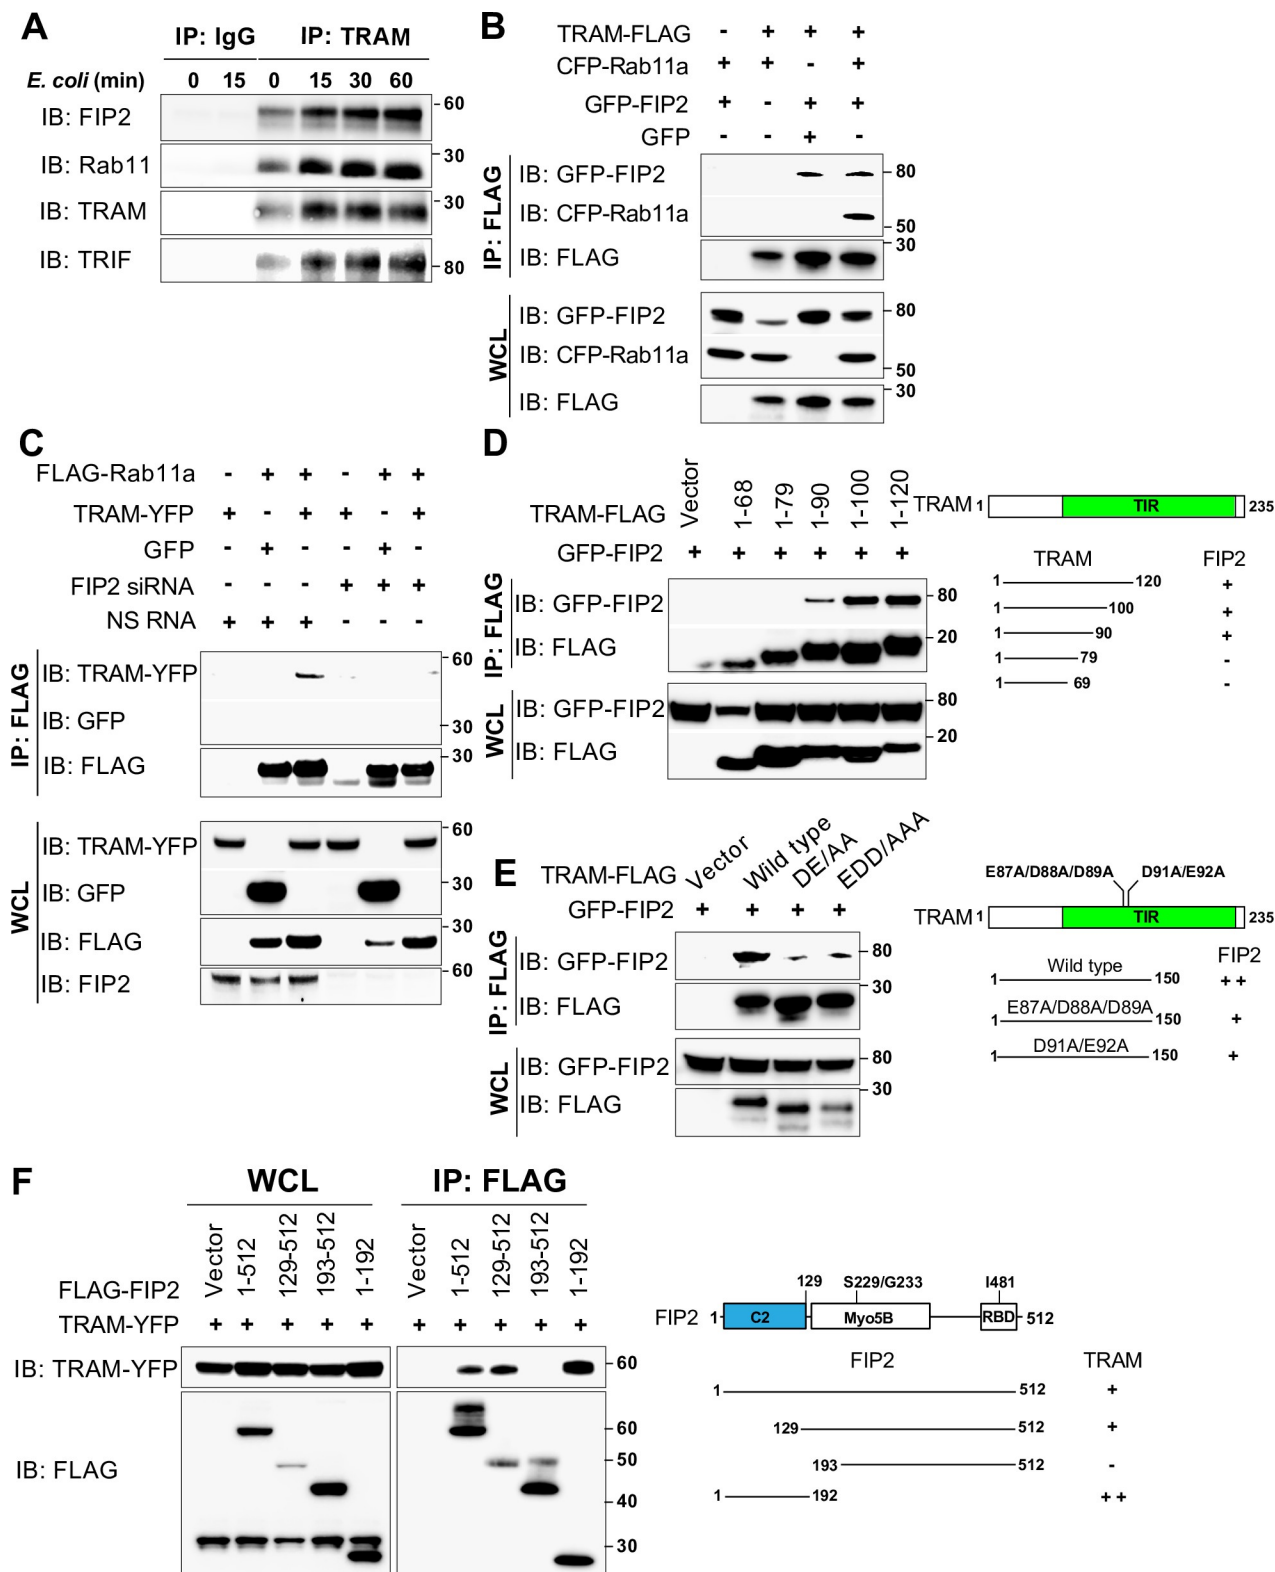 A
IP: IgG IP: TRAM
E. coli (min) 0 15 0 15 30 60
IB: FIP2 60
IB: Rab11 30
IB: TRAM 30
IB: TRIF 80
B
TRAM-FLAG - + + +
CFP-Rab11a + + - +
GFP-FIP2 + - + +
GFP - - + -
IP: FLAG
IB: GFP-FIP2 80
IB: CFP-Rab11a 50
IB: FLAG 30
WCL
IB: GFP-FIP2 80
IB: CFP-Rab11a 50
IB: FLAG 30
C
FLAG-Rab11a - + + - + +
TRAM-YFP + - + + - +
GFP - + - - + -
FIP2 siRNA - - - + + +
NS RNA + + + - - -
IP: FLAG
IB: TRAM-YFP 60
IB: GFP 30
IB: FLAG 30
WCL
IB: TRAM-YFP 60
IB: GFP 30
IB: FLAG 30
IB: FIP2 60
D
TRAM-FLAG Vector 1-68 1-79 1-90 1-100 1-120
GFP-FIP2 + + + + + +
IP: FLAG
IB: GFP-FIP2 80
IB: FLAG 20
WCL
IB: GFP-FIP2 80
IB: FLAG 20
TRAM 1 TIR 235
TRAM FIP2
1 120 +
1 100 +
1 90 +
1 79 -
1 69 -
E
TRAM-FLAG Vector Wild type DE/AA EDD/AAA
GFP-FIP2 + + + +
IP: FLAG
IB: GFP-FIP2 80
IB: FLAG 30
WCL
IB: GFP-FIP2 80
IB: FLAG 30
E87A/D88A/D89A D91A/E92A
TRAM 1 TIR 235
FIP2
Wild type
1 150 + +
E87A/D88A/D89A
1 150 +
D91A/E92A
1 150 +
F
WCL IP: FLAG
FLAG-FIP2 Vector 1-512 129-512 193-512 1-192 Vector 1-512 129-512 193-512 1-192
TRAM-YFP + + + + + + + + + +
IB: TRAM-YFP 60
IB: FLAG 60
50
40
30
129 S229/G233 I481
FIP2 1 C2 Myo5B RBD 512
FIP2 TRAM
1 512 +
129 512 +
193 512 -
1 192 + +